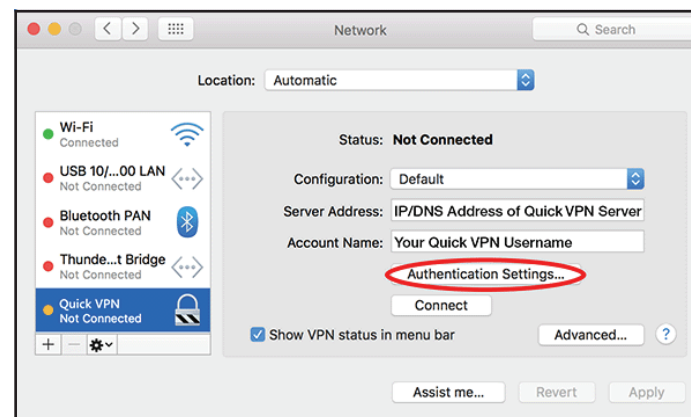 Network
Search
Location: Automatic
Wi-Fi
Connected
USB 10/...00 LAN
Not Connected
Bluetooth PAN
Not Connected
Thunde...t Bridge
Not Connected
Quick VPN
Not Connected
Status: Not Connected
Configuration: Default
Server Address: IP/DNS Address of Quick VPN Server
Account Name: Your Quick VPN Username
Authentication Settings...
Connect
Show VPN status in menu bar
Advanced... ?
Assist me... Revert Apply